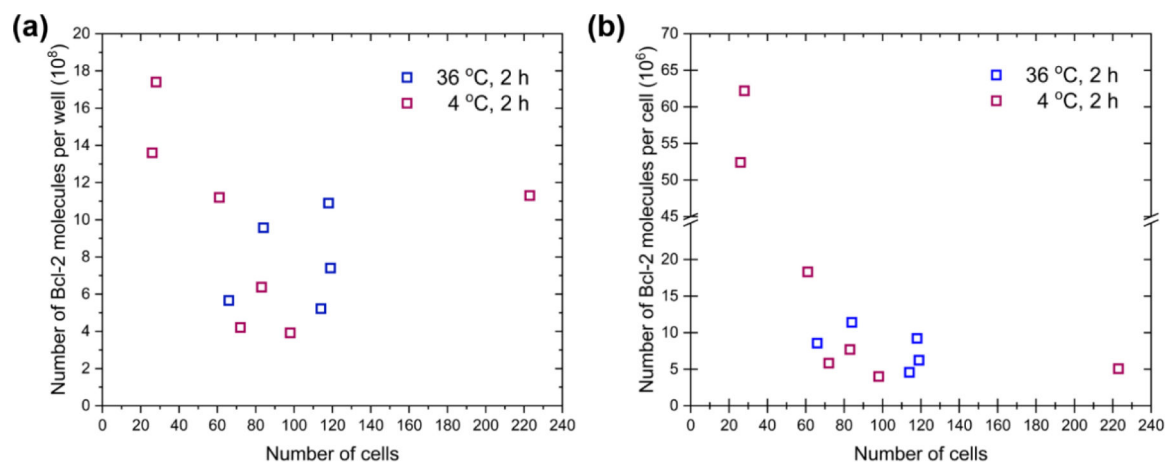 (a)
Number of Bcl-2 molecules per well (10⁸)
20
18
16
14
12
10
8
6
4
2
0
36 °C, 2 h
4 °C, 2 h
0 20 40 60 80 100 120 140 160 180 200 220 240
Number of cells
(b)
Number of Bcl-2 molecules per cell (10⁶)
70
65
60
55
50
45
20
15
10
5
0
36 °C, 2 h
4 °C, 2 h
0 20 40 60 80 100 120 140 160 180 200 220 240
Number of cells